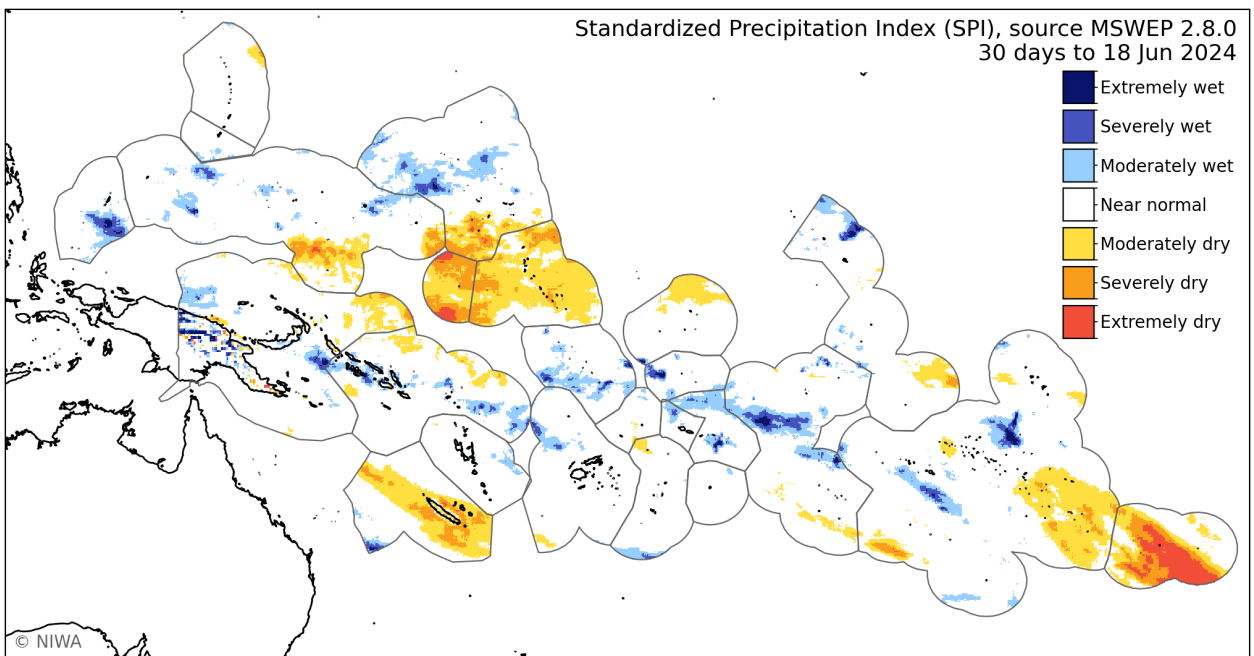 Standardized Precipitation Index (SPI), source MSWEP 2.8.0
30 days to 18 Jun 2024
Extremely wet
Severely wet
Moderately wet
Near normal
Moderately dry
Severely dry
Extremely dry
© NIWA